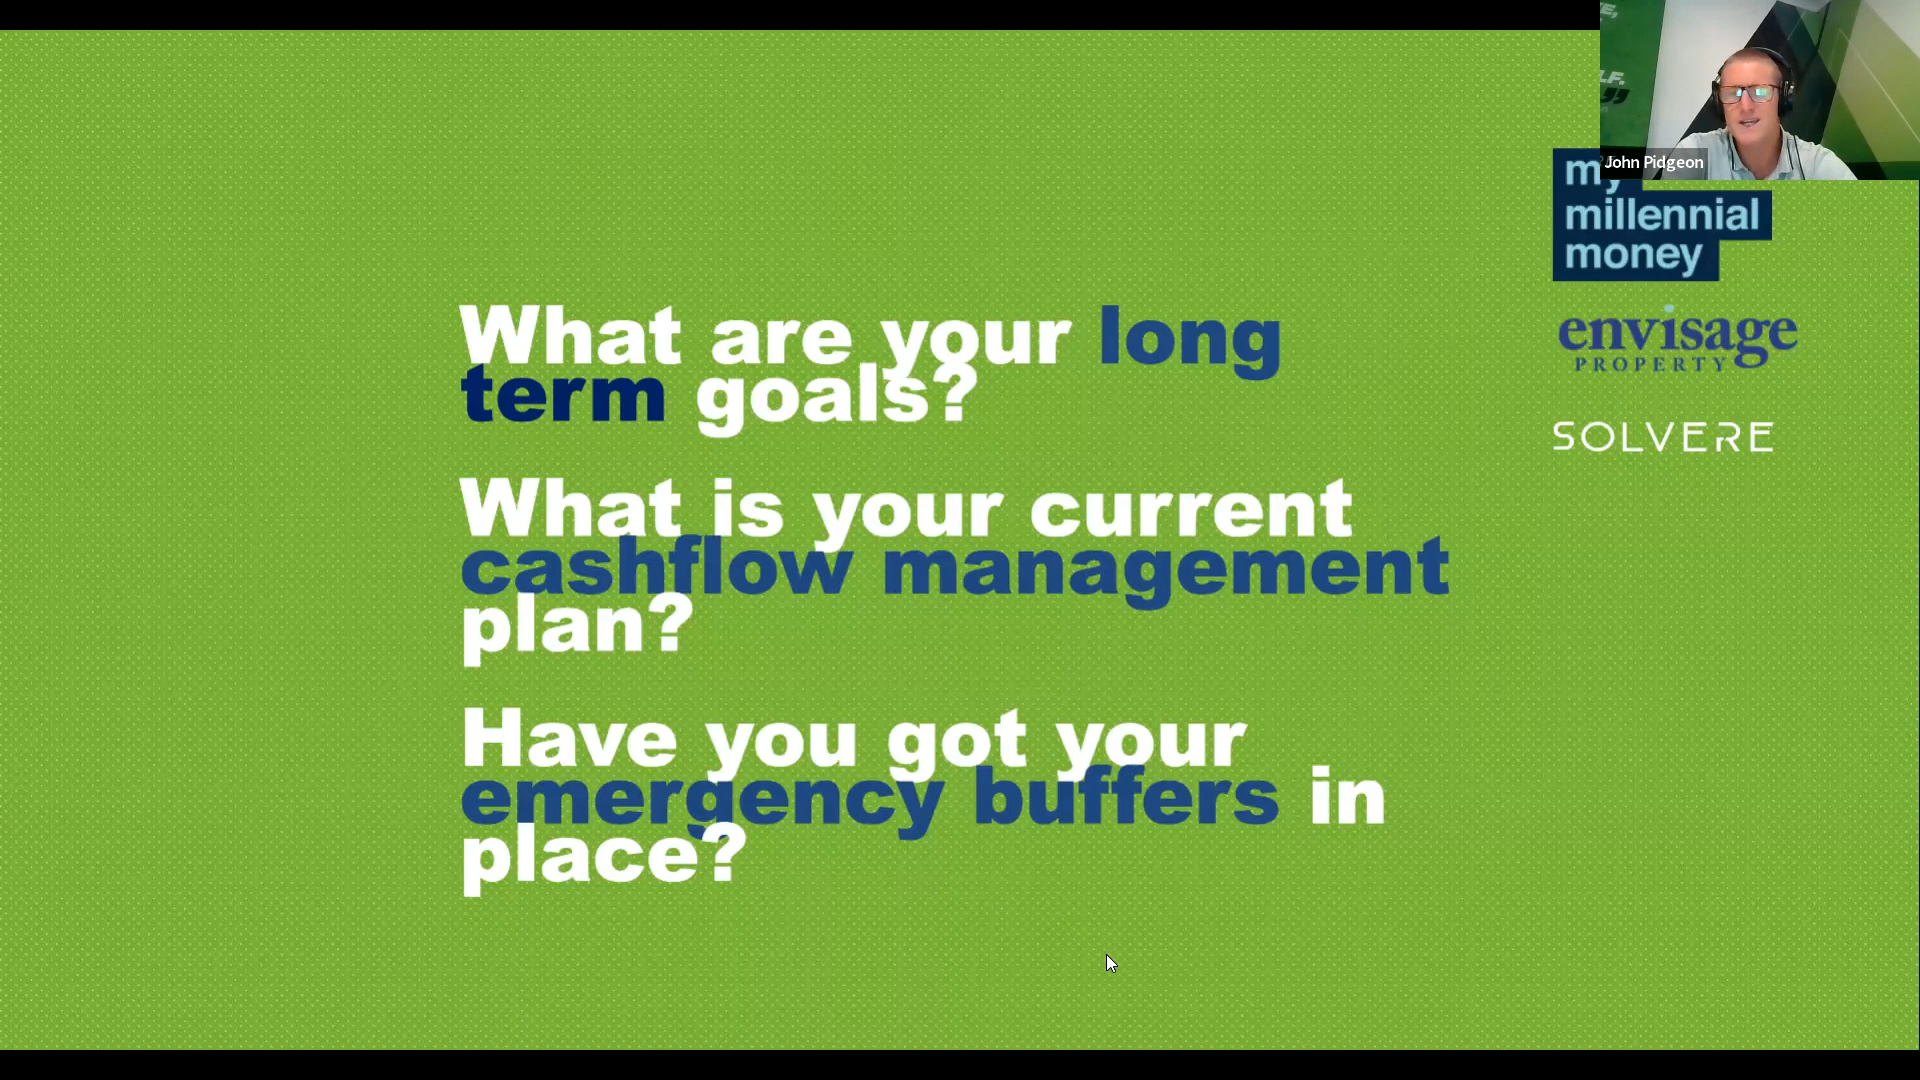 What are your long
term goals?
What is your current
cashflow management
plan?
Have you got your
emergency buffers in
place?
E,
LF.
John Pidgeon
my
millennial
money
envisage
PROPERTY
SOLVERE